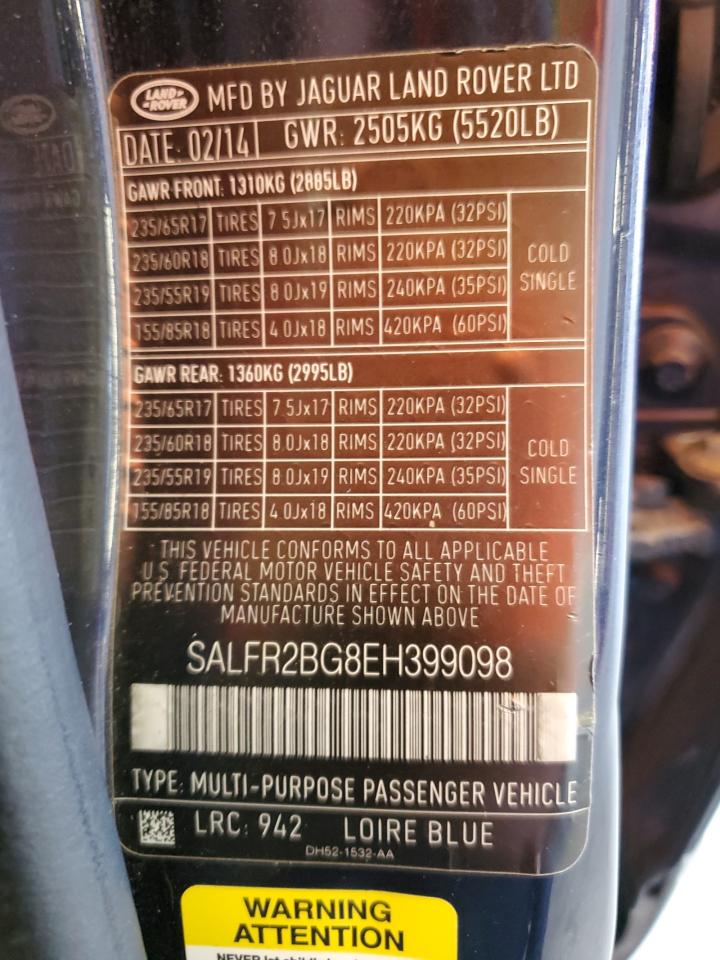 LAND ROVER MFD BY JAGUAR LAND ROVER LTD
DATE: 02/14 GWR: 2505KG (5520LB)
GAWR FRONT: 1310KG (2885LB)
235/65R17 TIRES 7.5Jx17 RIMS 220KPA (32PSI)
235/60R18 TIRES 8.0Jx18 RIMS 220KPA (32PSI)
235/55R19 TIRES 8.0Jx19 RIMS 240KPA (35PSI)
155/85R18 TIRES 4.0Jx18 RIMS 420KPA (60PSI)
COLD
SINGLE
GAWR REAR: 1360KG (2995LB)
235/65R17 TIRES 7.5Jx17 RIMS 220KPA (32PSI)
235/60R18 TIRES 8.0Jx18 RIMS 220KPA (32PSI)
235/55R19 TIRES 8.0Jx19 RIMS 240KPA (35PSI)
155/85R18 TIRES 4.0Jx18 RIMS 420KPA (60PSI)
COLD
SINGLE
THIS VEHICLE CONFORMS TO ALL APPLICABLE
U.S. FEDERAL MOTOR VEHICLE SAFETY AND THEFT
PREVENTION STANDARDS IN EFFECT ON THE DATE OF
MANUFACTURE SHOWN ABOVE
SALFR2BG8EH399098
TYPE: MULTI-PURPOSE PASSENGER VEHICLE
LRC: 942 LOIRE BLUE
DH52-1532-AA
WARNING
ATTENTION
NEVER let